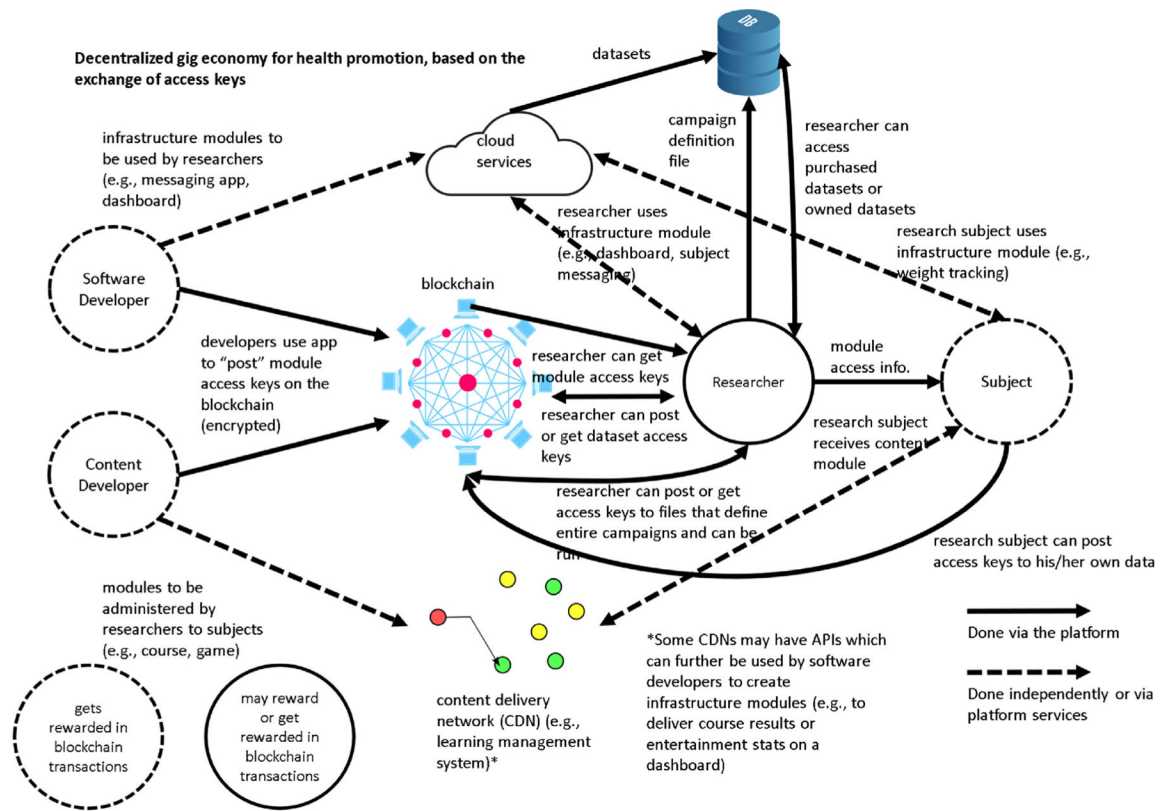 Decentralized gig economy for health promotion, based on the
exchange of access keys
datasets
DB
infrastructure modules to
be used by researchers
(e.g., messaging app,
dashboard)
cloud
services
campaign
definition
file
researcher can
access
purchased
datasets or
owned datasets
researcher uses
infrastructure module
(e.g., dashboard, subject
messaging)
research subject uses
infrastructure module (e.g.,
weight tracking)
Software
Developer
blockchain
developers use app
to “post” module
access keys on the
blockchain
(encrypted)
researcher can get
module access keys
researcher can post
or get dataset access
keys
Researcher
module
access info.
Subject
research subject
receives content
module
Content
Developer
researcher can post or get
access keys to files that define
entire campaigns and can be
run
research subject can post
access keys to his/her own data
modules to be
administered by
researchers to subjects
(e.g., course, game)
Done via the platform
Done independently or via
platform services
gets
rewarded in
blockchain
transactions
may reward
or get
rewarded in
blockchain
transactions
content delivery
network (CDN) (e.g.,
learning management
system)*
*Some CDNs may have APIs which
can further be used by software
developers to create
infrastructure modules (e.g., to
deliver course results or
entertainment stats on a
dashboard)